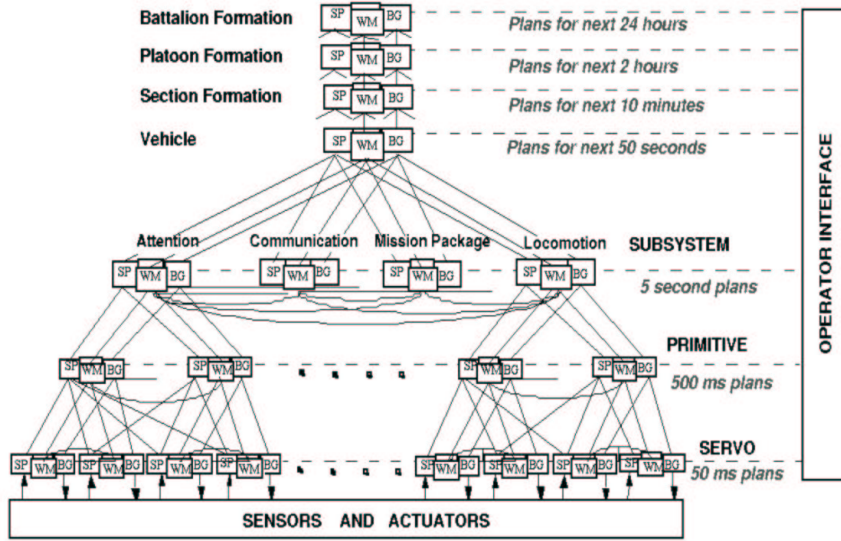 Battalion Formation SP WM BG Plans for next 24 hours
Platoon Formation SP WM BG Plans for next 2 hours
Section Formation SP WM BG Plans for next 10 minutes
Vehicle SP WM BG Plans for next 50 seconds
Attention Communication Mission Package Locomotion SUBSYSTEM
SP WM BG SP WM BG SP WM BG SP WM BG 5 second plans
PRIMITIVE
SP WM BG SP WM BG SP WM BG SP WM BG 500 ms plans
SERVO
SP WM BG SP WM BG SP WM BG SP WM BG SP WM BG SP WM BG SP WM BG SP WM BG 50 ms plans
SENSORS AND ACTUATORS
OPERATOR INTERFACE